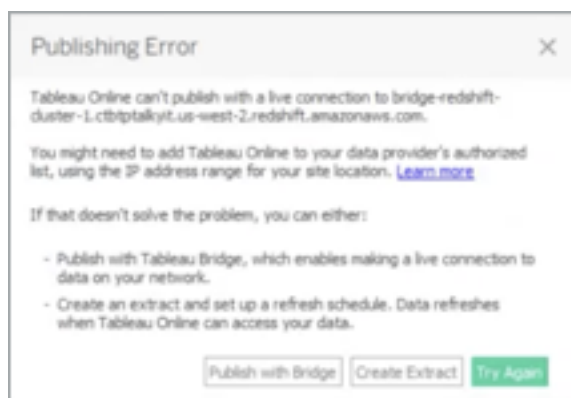 Publishing Error
Tableau Online can't publish with a live connection to bridge-redshift-
cluster-1.ctbtptalkyit.us-west-2.redshift.amazonaws.com.
You might need to add Tableau Online to your data provider's authorized
list, using the IP address range for your site location. Learn more
If that doesn't solve the problem, you can either:
- Publish with Tableau Bridge, which enables making a live connection to
data on your network.
- Create an extract and set up a refresh schedule. Data refreshes
when Tableau Online can access your data.
Publish with Bridge Create Extract Try Again